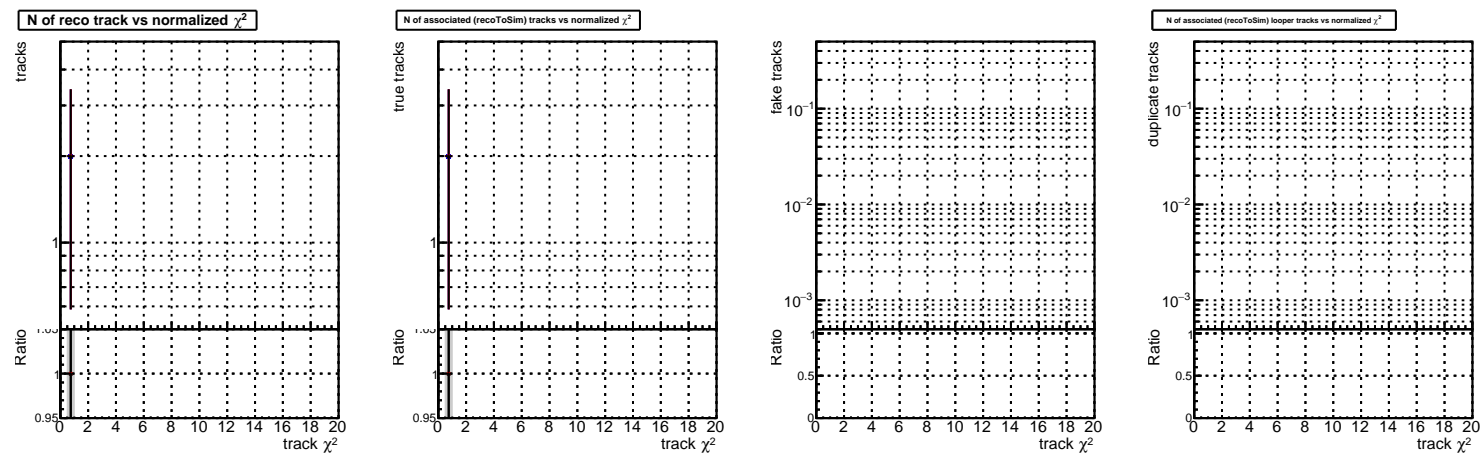 N of reco track vs normalized χ²
tracks
1
Ratio
1.05
1
0.95
0 2 4 6 8 10 12 14 16 18 20
track χ²
N of associated (recoToSim) tracks vs normalized χ²
true tracks
1
Ratio
1.05
1
0.95
0 2 4 6 8 10 12 14 16 18 20
track χ²
fake tracks
10⁻¹
10⁻²
10⁻³
Ratio
1
0.5
0
0 2 4 6 8 10 12 14 16 18 20
track χ²
N of associated (recoToSim) looper tracks vs normalized χ²
duplicate tracks
10⁻¹
10⁻²
10⁻³
Ratio
1
0.5
0
0 2 4 6 8 10 12 14 16 18 20
track χ²